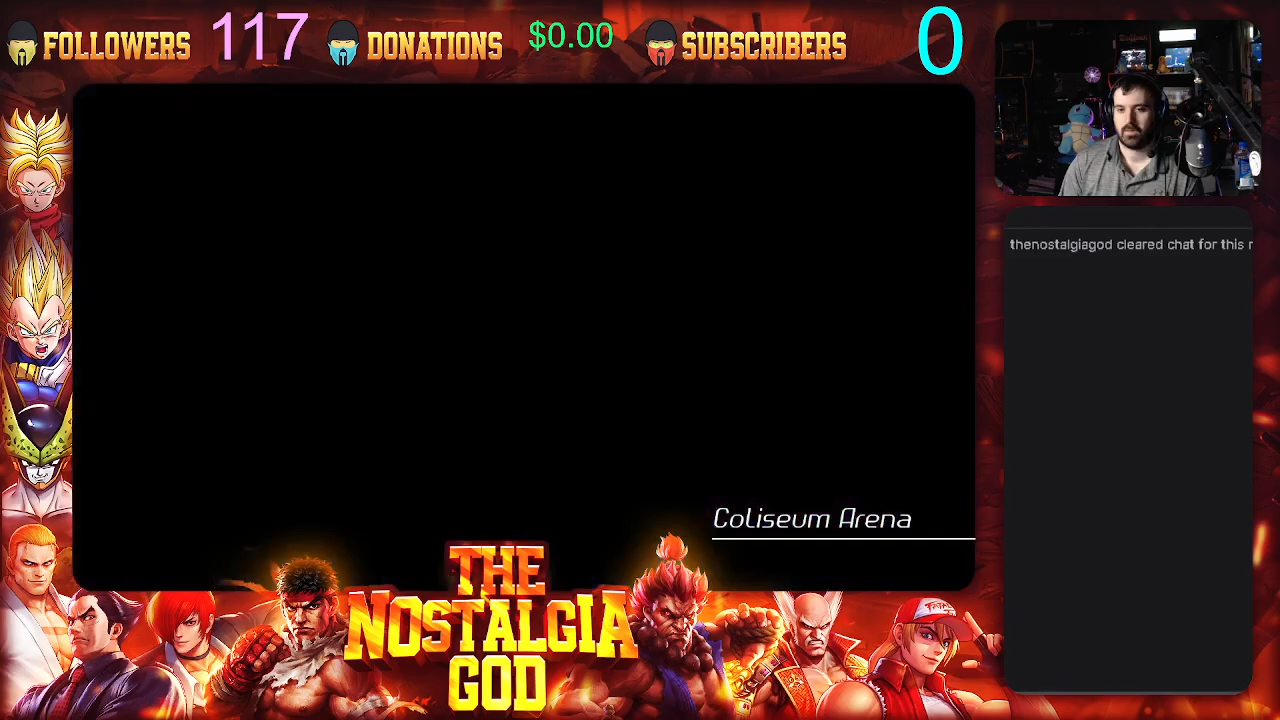 FOLLOWERS 117 DONATIONS $0.00 SUBSCRIBERS 0
thenostalgiagod cleared chat for this r
Coliseum Arena
THE
NOSTALGIA
GOD